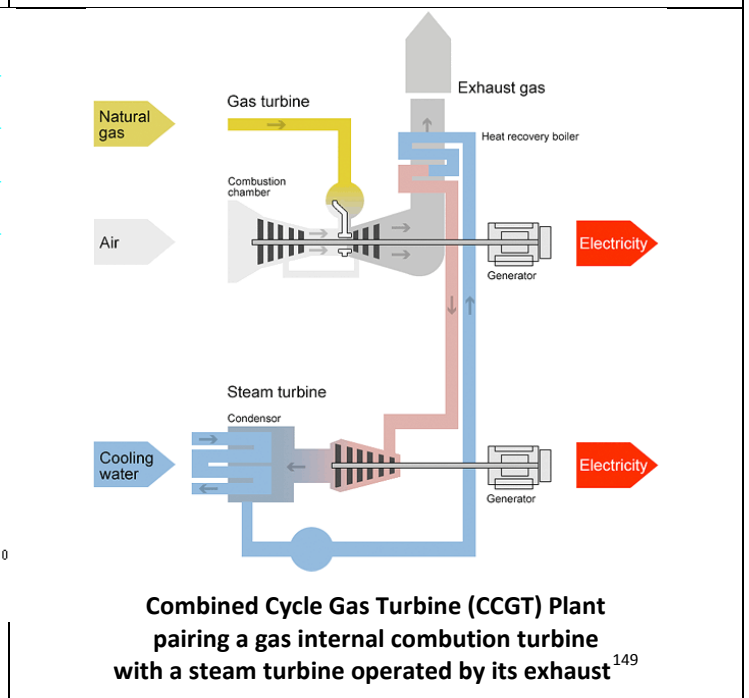 Exhaust gas
Gas turbine
Natural
gas
Heat recovery boiler
Combustion
chamber
Air
Electricity
Generator
Steam turbine
Condensor
Cooling
water
Electricity
Generator
0
Combined Cycle Gas Turbine (CCGT) Plant
pairing a gas internal combution turbine
with a steam turbine operated by its exhaust149